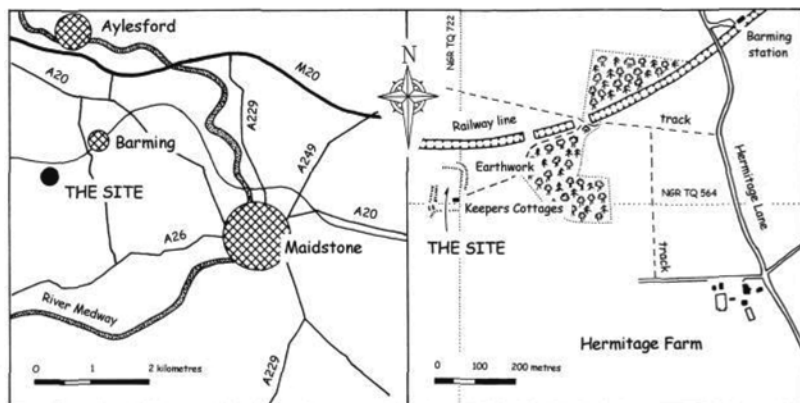 Aylesford
A20
M20
A229
A249
Barming
THE SITE
A20
A26
Maidstone
River Medway
A229
0 1 2 kilometres
N
NGR TQ 722
Barming
station
Railway line
track
Earthwork
Hermitage Lane
NGR TQ 564
Keepers Cottages
THE SITE
track
Hermitage Farm
0 100 200 metres